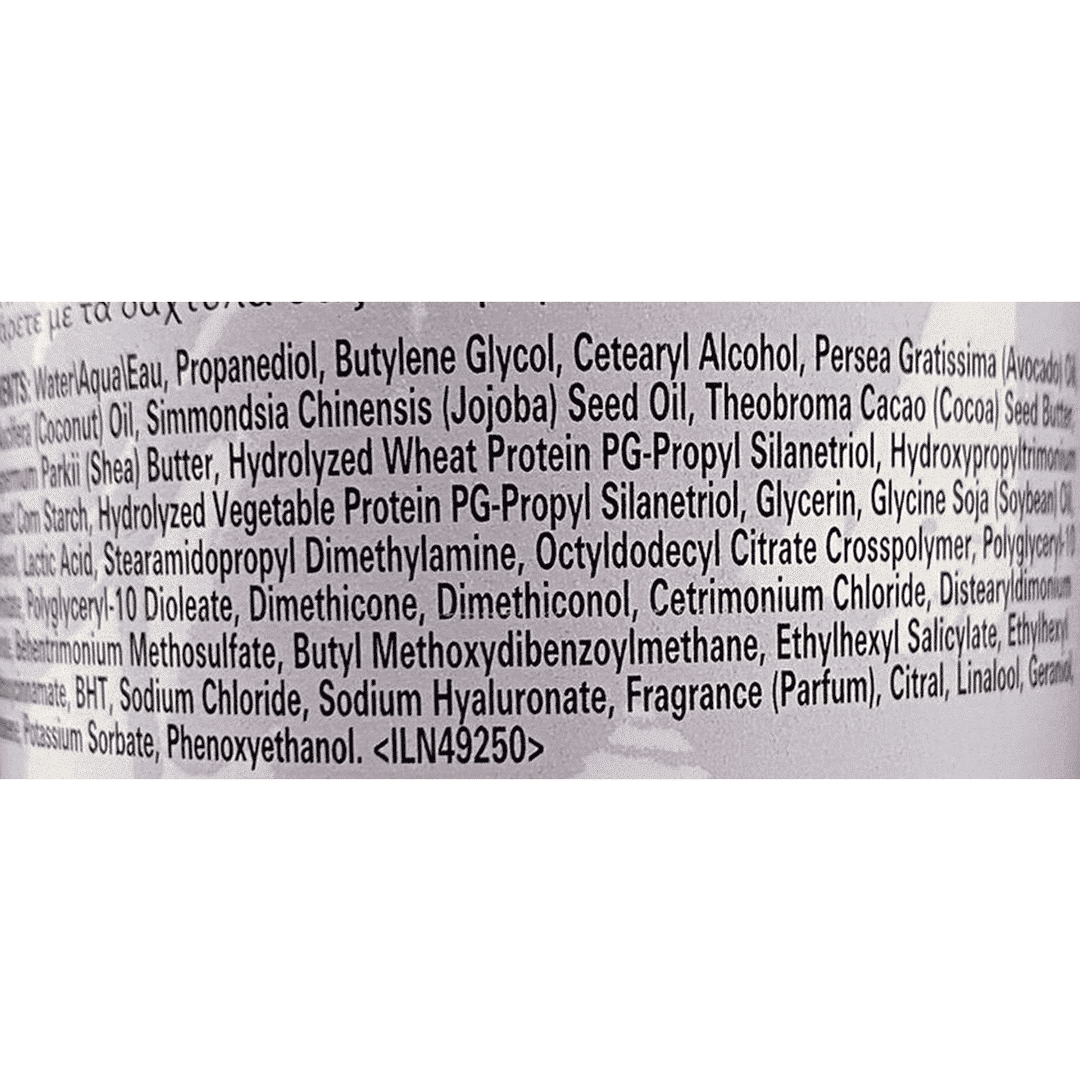 με τα
Water\Aqua\Eau, Propanediol, Butylene Glycol, Cetearyl Alcohol, Persea Gratissima (Avocado) Oil,
(Coconut) Oil, Simmondsia Chinensis (Jojoba) Seed Oil, Theobroma Cacao (Cocoa) Seed Butter,
Parkii (Shea) Butter, Hydrolyzed Wheat Protein PG-Propyl Silanetriol, Hydroxypropyltrimonium
Corn Starch, Hydrolyzed Vegetable Protein PG-Propyl Silanetriol, Glycerin, Glycine Soja (Soybean) Oil,
Lactic Acid, Stearamidopropyl Dimethylamine, Octyldodecyl Citrate Crosspolymer, Polyglyceryl-10
Polyglyceryl-10 Dioleate, Dimethicone, Dimethiconol, Cetrimonium Chloride, Distearyldimonium
Behentrimonium Methosulfate, Butyl Methoxydibenzoylmethane, Ethylhexyl Salicylate, Ethylhexyl
BHT, Sodium Chloride, Sodium Hyaluronate, Fragrance (Parfum), Citral, Linalool, Geraniol,
Potassium Sorbate, Phenoxyethanol. <ILN49250>